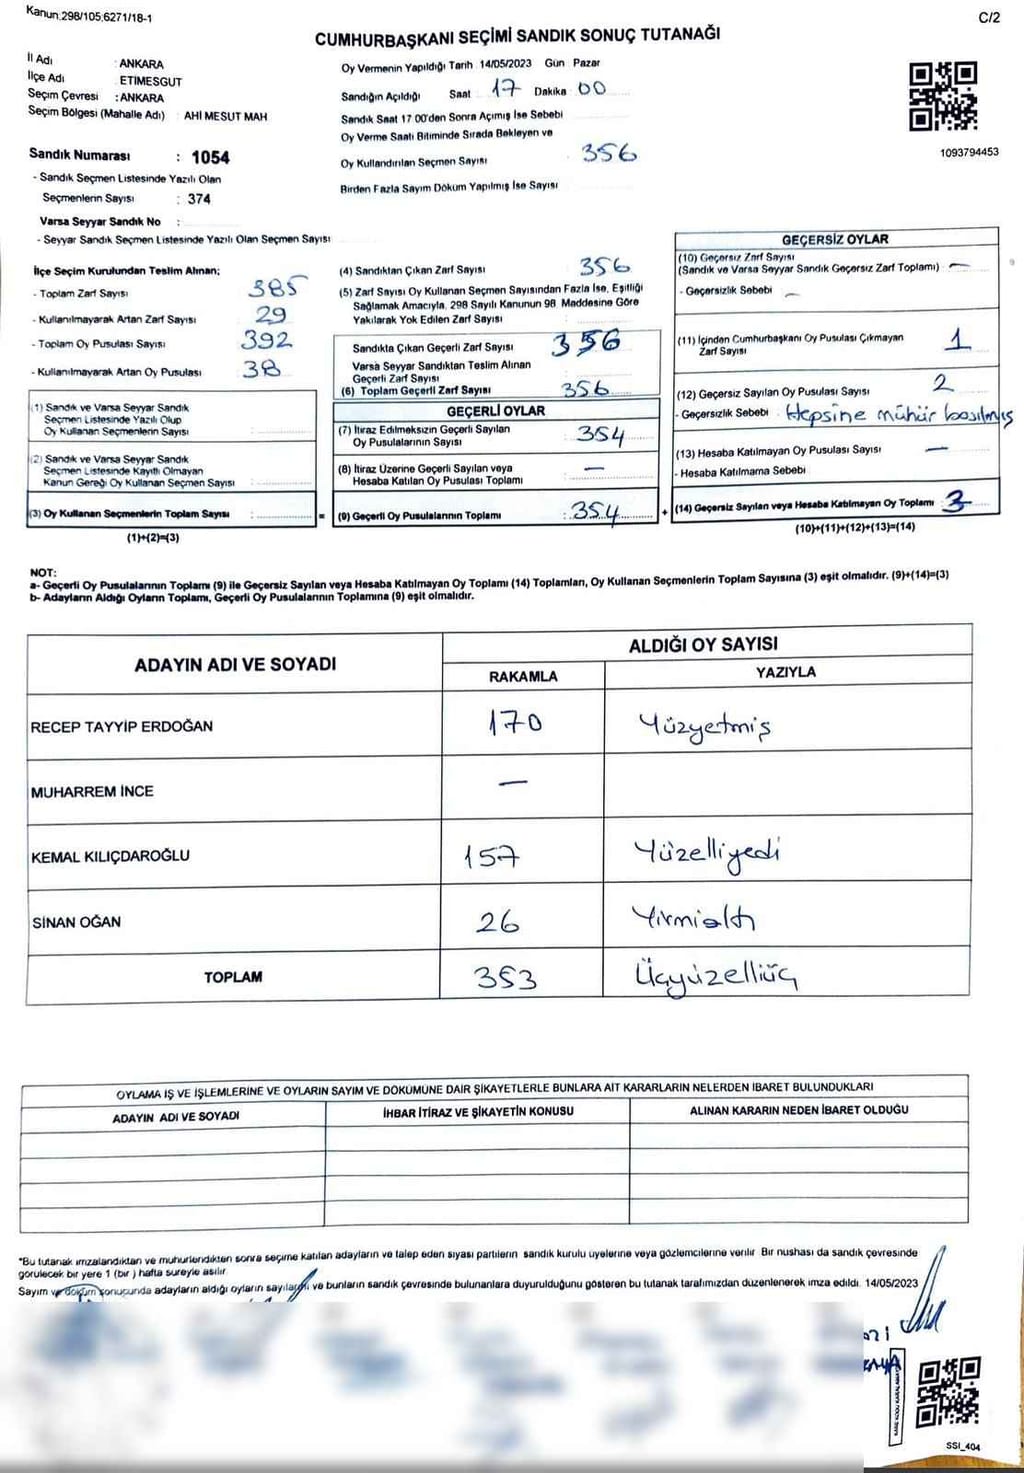 Kanun:298/105;6271/18-1
C/2
CUMHURBAŞKANI SEÇİMİ SANDIK SONUÇ TUTANAĞI
İl Adı : ANKARA
İlçe Adı : ETİMESGUT
Seçim Çevresi : ANKARA
Seçim Bölgesi (Mahalle Adı) : AHİ MESUT MAH
Sandık Numarası : 1054
- Sandık Seçmen Listesinde Yazılı Olan
Seçmenlerin Sayısı : 374
Varsa Seyyar Sandık No :
- Seyyar Sandık Seçmen Listesinde Yazılı Olan Seçmen Sayısı
Oy Vermenin Yapıldığı Tarih 14/05/2023 Gün Pazar
Sandığın Açıldığı Saat 17 Dakika 00
Sandık Saat 17 00'den Sonra Açımış İse Sebebi
Oy Verme Saati Bitiminde Sırada Bekleyen ve
Oy Kullandırılan Seçmen Sayısı 356
Birden Fazla Sayım Döküm Yapılmış İse Sayısı
1093794453
İlçe Seçim Kurulundan Teslim Alınan;
- Toplam Zarf Sayısı 385
- Kullanılmayarak Artan Zarf Sayısı 29
- Toplam Oy Pusulası Sayısı 392
- Kullanılmayarak Artan Oy Pusulası 38
(1) Sandık ve Varsa Seyyar Sandık
Seçmen Listesinde Yazılı Olup
Oy Kullanan Seçmenlerin Sayısı :
(2) Sandık ve Varsa Seyyar Sandık
Seçmen Listesinde Kayıtlı Olmayan
Kanun Gereği Oy Kullanan Seçmen Sayısı :
(3) Oy Kullanan Seçmenlerin Toplam Sayısı : =
(1)+(2)=(3)
(4) Sandıktan Çıkan Zarf Sayısı 356
(5) Zarf Sayısı Oy Kullanan Seçmen Sayısından Fazla İse, Eşitliği
Sağlamak Amacıyla, 298 Sayılı Kanunun 98. Maddesine Göre
Yakılarak Yok Edilen Zarf Sayısı :
Sandıkta Çıkan Geçerli Zarf Sayısı 356
Varsa Seyyar Sandıktan Teslim Alınan
Geçerli Zarf Sayısı
(6) Toplam Geçerli Zarf Sayısı 356
GEÇERLİ OYLAR
(7) İtiraz Edilmeksizin Geçerli Sayılan
Oy Pusulalarının Sayısı : 354
(8) İtiraz Üzerine Geçerli Sayılan veya
Hesaba Katılan Oy Pusulası Toplamı : —
(9) Geçerli Oy Pusulalarının Toplamı : 354 +
GEÇERSİZ OYLAR
(10) Geçersiz Zarf Sayısı
(Sandık ve Varsa Seyyar Sandık Geçersiz Zarf Toplamı) : —
- Geçersizlik Sebebi : —
(11) İçinden Cumhurbaşkanı Oy Pusulası Çıkmayan
Zarf Sayısı 1
(12) Geçersiz Sayılan Oy Pusulası Sayısı 2
- Geçersizlik Sebebi : Hepsine mühür basılmış
(13) Hesaba Katılmayan Oy Pusulası Sayısı : —
- Hesaba Katılmama Sebebi
(14) Geçersiz Sayılan veya Hesaba Katılmayan Oy Toplamı : 3
(10)+(11)+(12)+(13)=(14)
NOT:
a- Geçerli Oy Pusulalarının Toplamı (9) ile Geçersiz Sayılan veya Hesaba Katılmayan Oy Toplamı (14) Toplamları, Oy Kullanan Seçmenlerin Toplam Sayısına (3) eşit olmalıdır. (9)+(14)=(3)
b- Adayların Aldığı Oyların Toplamı, Geçerli Oy Pusulalarının Toplamına (9) eşit olmalıdır.
ADAYIN ADI VE SOYADI
ALDIĞI OY SAYISI
RAKAMLA YAZIYLA
RECEP TAYYİP ERDOĞAN 170 Yüzyetmiş
MUHARREM İNCE —
KEMAL KILIÇDAROĞLU 157 Yüzelliyedi
SİNAN OĞAN 26 Yirmialtı
TOPLAM 353 Üçyüzelliüç
OYLAMA İŞ VE İŞLEMLERİNE VE OYLARIN SAYIM VE DÖKÜMÜNE DAİR ŞİKAYETLERLE BUNLARA AİT KARARLARIN NELERDEN İBARET BULUNDUKLARI
ADAYIN ADI VE SOYADI İHBAR İTİRAZ VE ŞİKAYETİN KONUSU ALINAN KARARIN NEDEN İBARET OLDUĞU
*Bu tutanak imzalandıktan ve mühürlendikten sonra seçime katılan adayların ve talep eden siyasi partilerin sandık kurulu üyelerine veya gözlemcilerine verilir. Bir nushası da sandık çevresinde
görülecek bir yere 1 (bir ) hafta süreyle asılır.
Sayım ve döküm sonucunda adayların aldığı oyların sayıları ve bunların sandık çevresinde bulunanlara duyurulduğunu gösteren bu tutanak tarafımızdan düzenlenerek imza edildi. 14/05/2023
SSİ_404